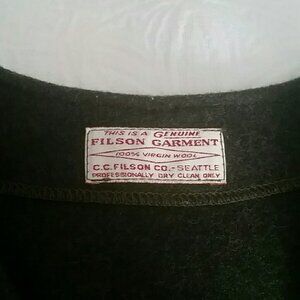 THIS IS A GENUINE
FILSON GARMENT
100% VIRGIN WOOL
C.C. FILSON CO.-SEATTLE
PROFESSIONALLY DRY CLEAN ONLY